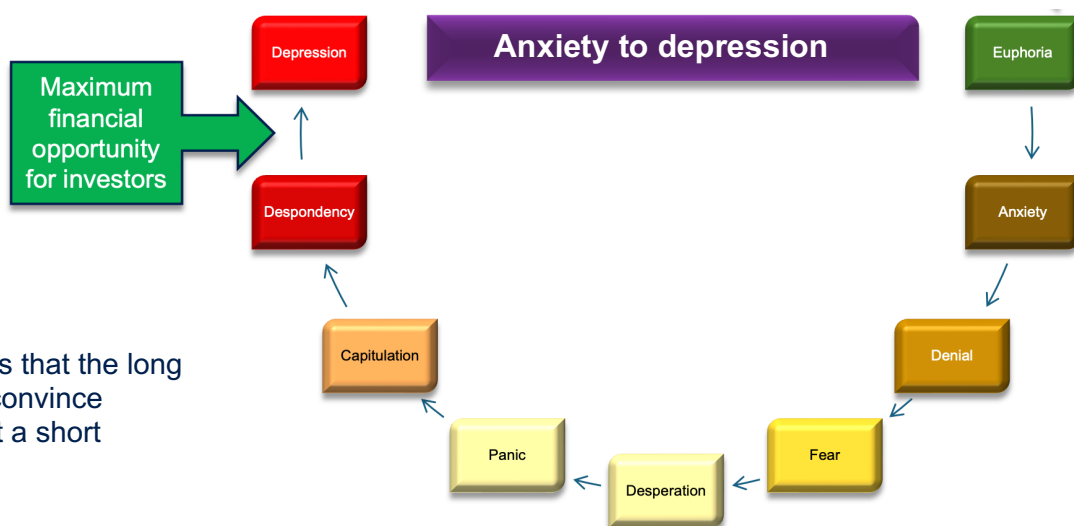 Anxiety to depression
Depression
Euphoria
Maximum
financial
opportunity
for investors
Despondency
Anxiety
Capitulation
Denial
s that the long
convince
t a short
Panic
Fear
Desperation